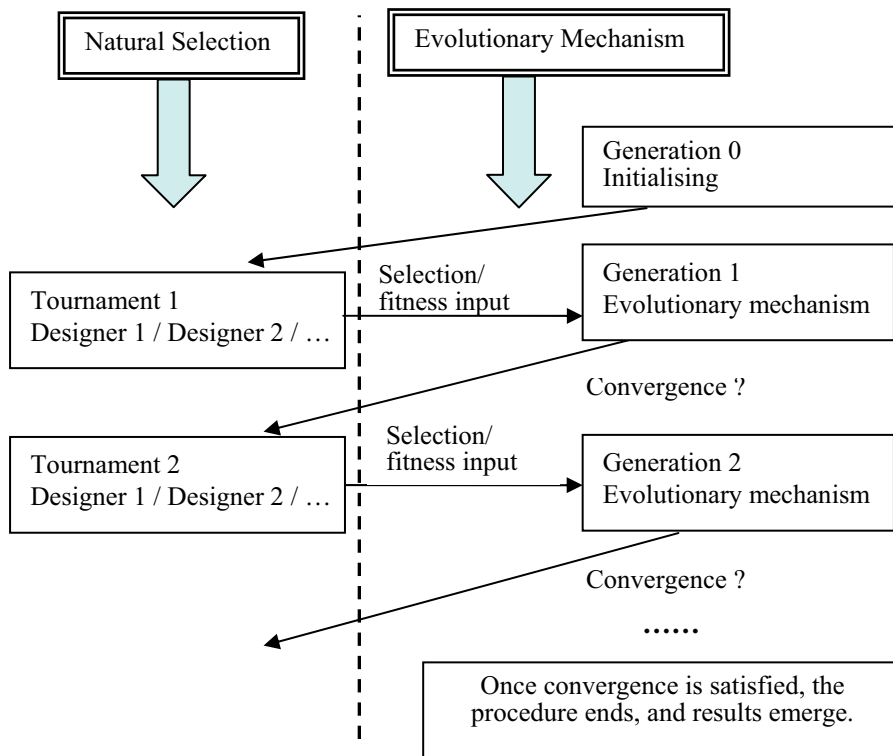 Natural Selection
Evolutionary Mechanism
Generation 0
Initialising
Tournament 1
Designer 1 / Designer 2 / …
Selection/
fitness input
Generation 1
Evolutionary mechanism
Convergence ?
Tournament 2
Designer 1 / Designer 2 / …
Selection/
fitness input
Generation 2
Evolutionary mechanism
Convergence ?
……
Once convergence is satisfied, the
procedure ends, and results emerge.